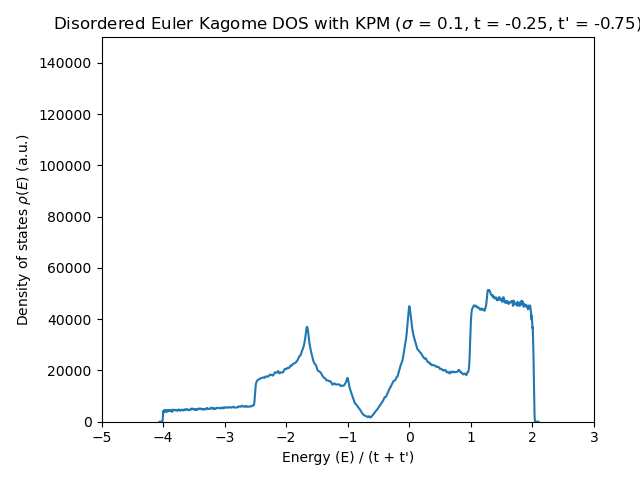 Disordered Euler Kagome DOS with KPM (σ = 0.1, t = -0.25, t' = -0.75)
Density of states ρ(E) (a.u.)
140000
120000
100000
80000
60000
40000
20000
0
−5 −4 −3 −2 −1 0 1 2 3
Energy (E) / (t + t')